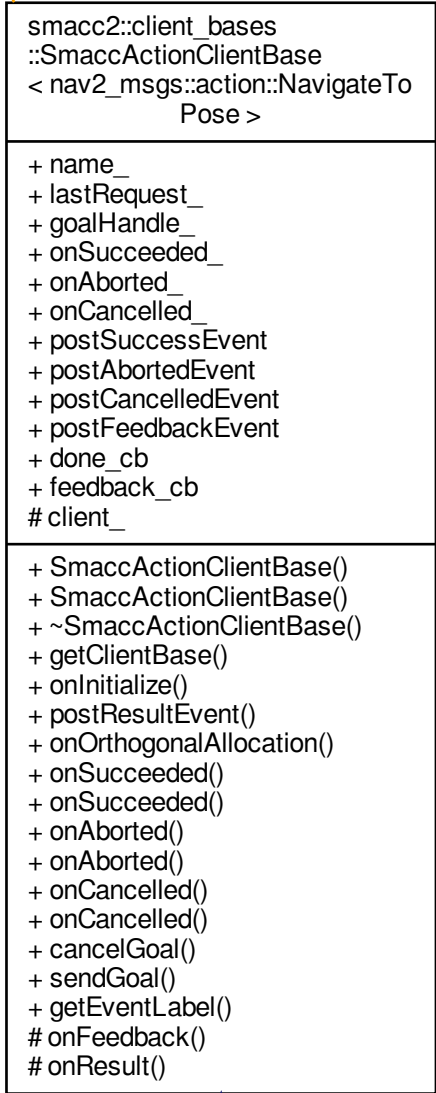 smacc2::client_bases
::SmaccActionClientBase
< nav2_msgs::action::NavigateTo
Pose >
+ name_
+ lastRequest_
+ goalHandle_
+ onSucceeded_
+ onAborted_
+ onCancelled_
+ postSuccessEvent
+ postAbortedEvent
+ postCancelledEvent
+ postFeedbackEvent
+ done_cb
+ feedback_cb
# client_
+ SmaccActionClientBase()
+ SmaccActionClientBase()
+ ~SmaccActionClientBase()
+ getClientBase()
+ onInitialize()
+ postResultEvent()
+ onOrthogonalAllocation()
+ onSucceeded()
+ onSucceeded()
+ onAborted()
+ onAborted()
+ onCancelled()
+ onCancelled()
+ cancelGoal()
+ sendGoal()
+ getEventLabel()
# onFeedback()
# onResult()